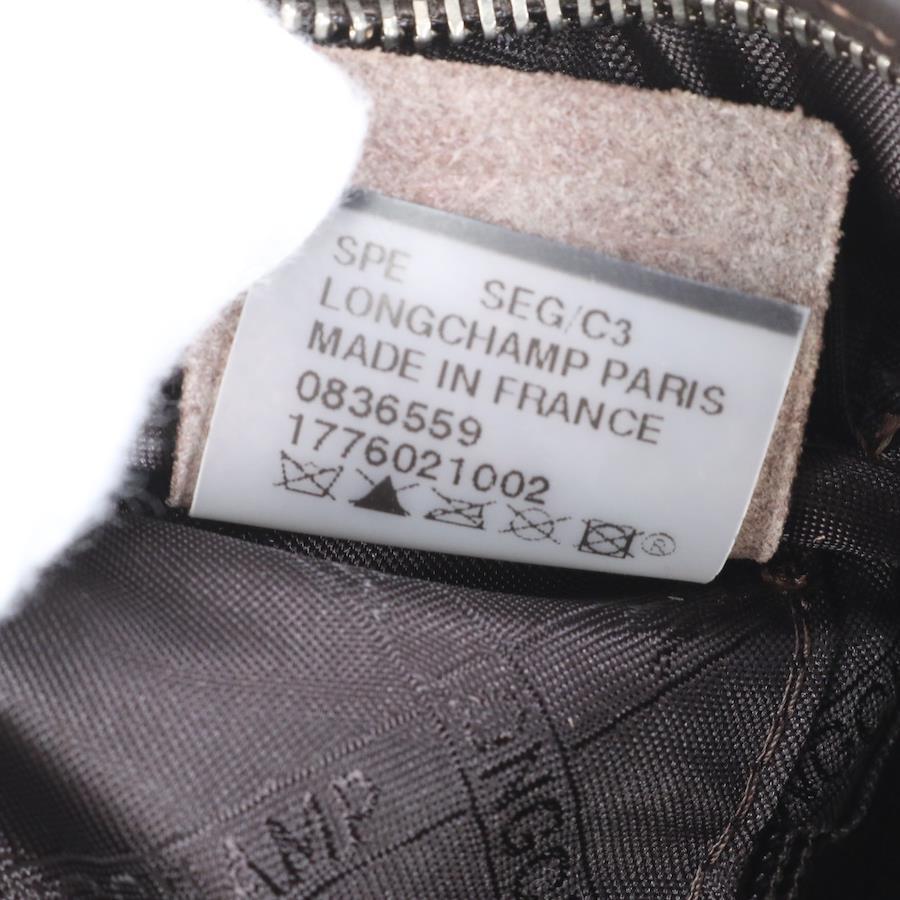 SPE SEG/C3
LONGCHAMP PARIS
MADE IN FRANCE
0836559
1776021002
®